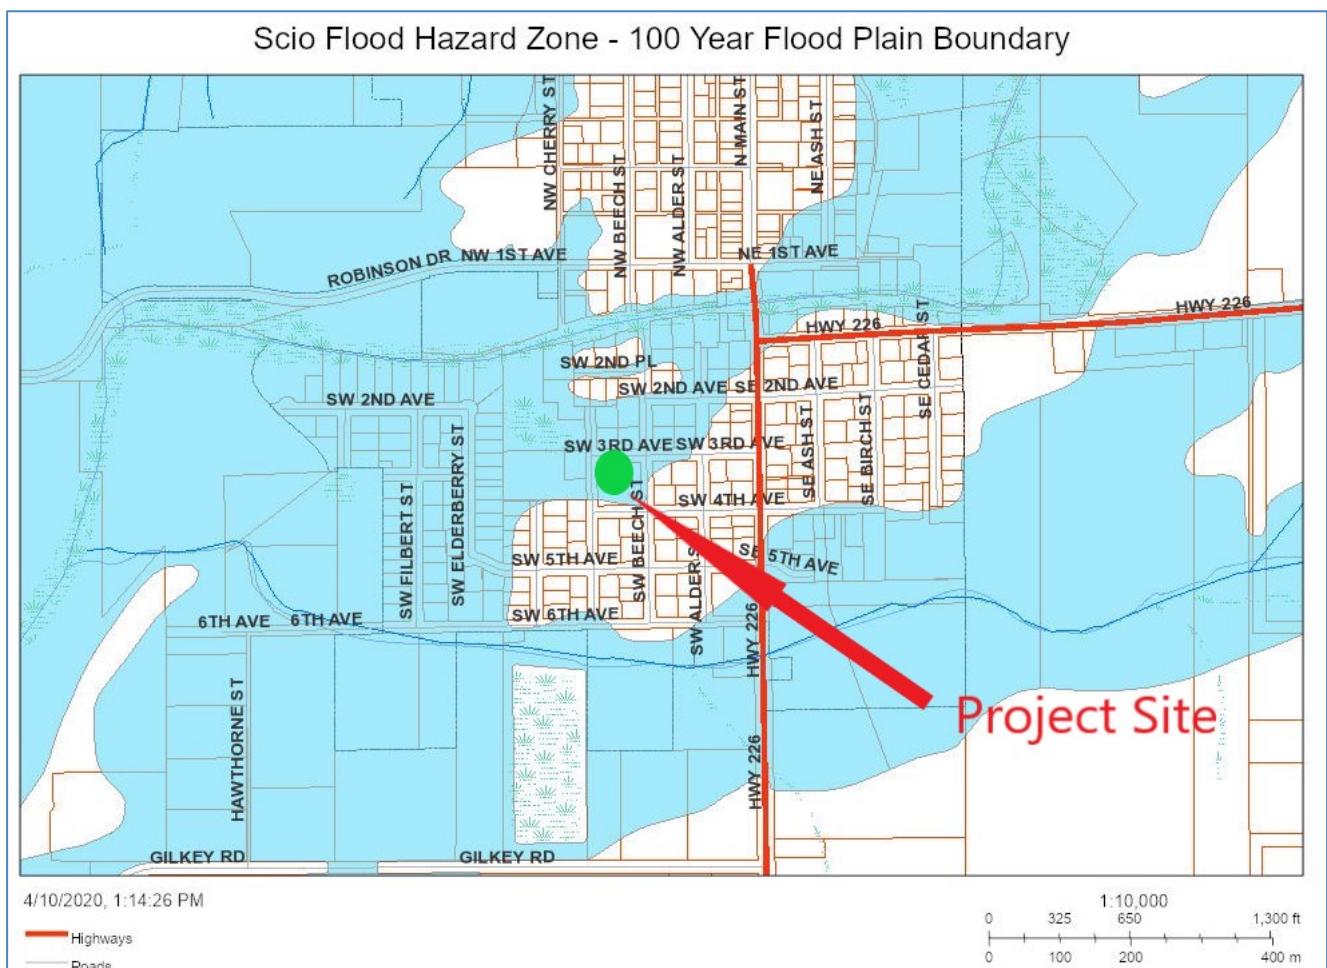 Scio Flood Hazard Zone - 100 Year Flood Plain Boundary
NW CHERRY ST
NW BEECH ST
NW ALDER ST
N MAIN ST
NE ASH ST
ROBINSON DR
NW 1ST AVE
NE 1ST AVE
HWY 226
HWY 226
SW 2ND PL
SW 2ND AVE
SW 2ND AVE
SE 2ND AVE
SE CEDAR ST
SW 3RD AVE
SW 3RD AVE
SE ASH ST
SE BIRCH ST
SW FILBERT ST
SW ELDERBERRY ST
SW BEECH ST
SW 4TH AVE
SW 5TH AVE
SW ALDER S
SE 5TH AVE
6TH AVE
6TH AVE
SW 6TH AVE
HWY 226
Project Site
HAWTHORNE ST
HWY 226
GILKEY RD
GILKEY RD
4/10/2020, 1:14:26 PM
Highways
Roads
1:10,000
0 325 650 1,300 ft
0 100 200 400 m